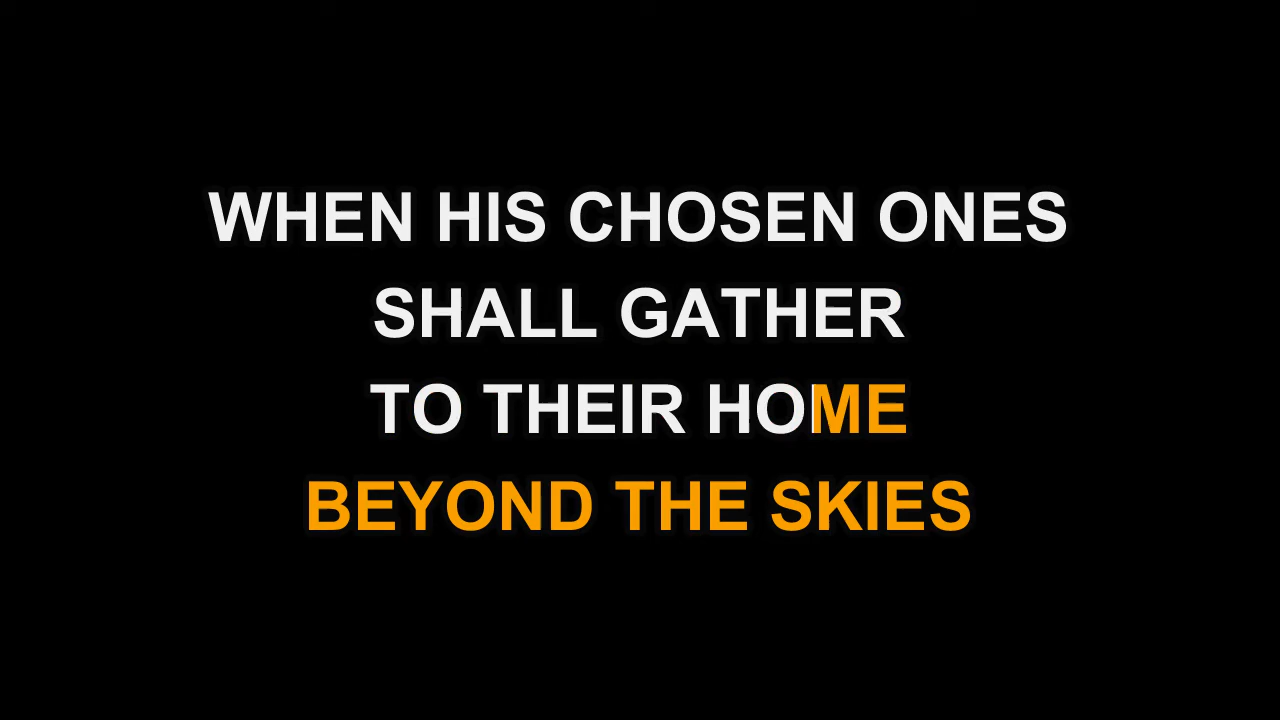 WHEN HIS CHOSEN ONES
SHALL GATHER
TO THEIR HOME
BEYOND THE SKIES